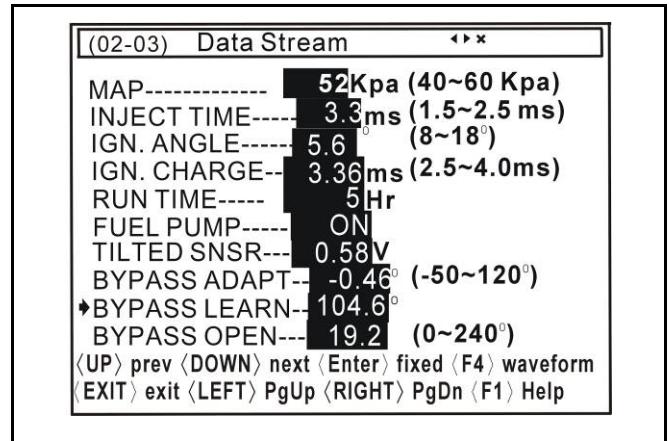 (02-03) Data Stream
MAP------------- 52Kpa (40~60 Kpa)
INJECT TIME----- 3.3ms (1.5~2.5 ms)
IGN. ANGLE------ 5.6° (8~18°)
IGN. CHARGE-- 3.36ms (2.5~4.0ms)
RUN TIME----- 5Hr
FUEL PUMP----- ON
TILTED SNSR--- 0.58V
BYPASS ADAPT-- -0.46° (-50~120°)
BYPASS LEARN-- 104.6°
BYPASS OPEN--- 19.2 (0~240°)
〈UP〉 prev 〈DOWN〉 next 〈Enter〉 fixed 〈F4〉 waveform
〈EXIT〉 exit 〈LEFT〉 PgUp 〈RIGHT〉 PgDn 〈F1〉 Help